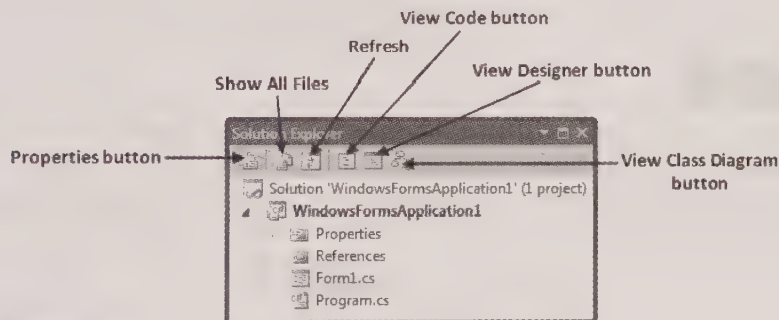 View Code button
Refresh
View Designer button
Show All Files
Solution Explorer
Properties button
View Class Diagram
button
Solution 'WindowsFormsApplication1' (1 project)
WindowsFormsApplication1
Properties
References
Form1.cs
Program.cs